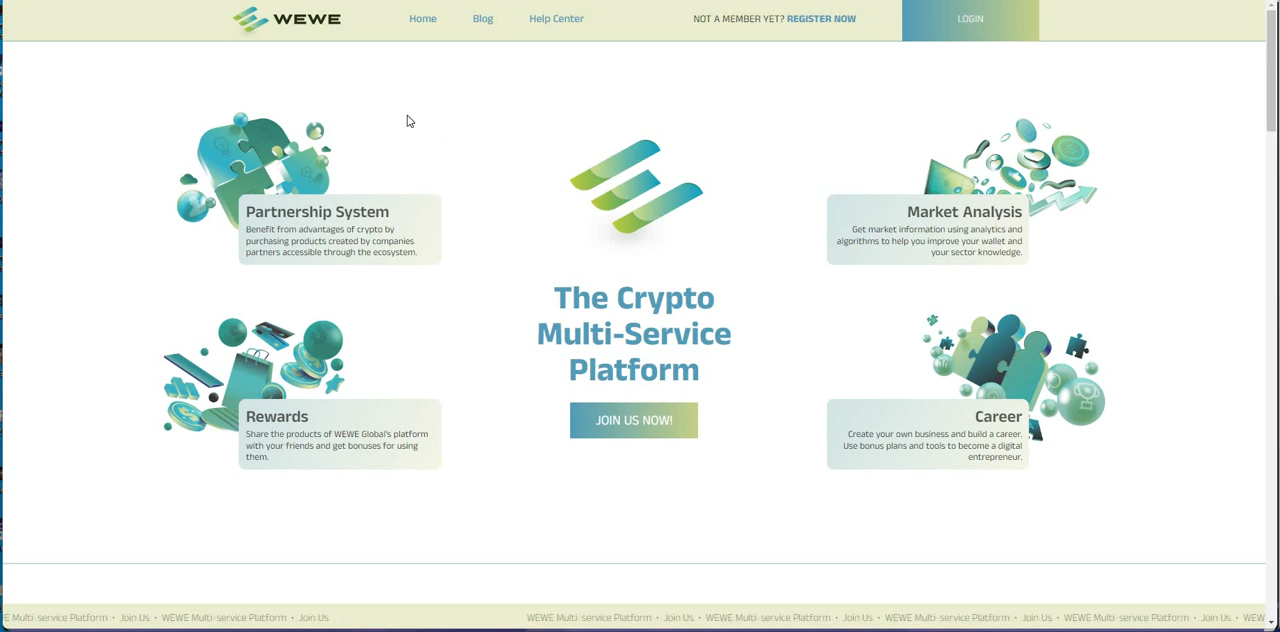 WEWE
Home Blog Help Center
NOT A MEMBER YET? REGISTER NOW
LOGIN
Partnership System
Benefit from advantages of crypto by
purchasing products created by companies
partners accessible through the ecosystem.
Market Analysis
Get market information using analytics and
algorithms to help you improve your wallet and
your sector knowledge.
The Crypto
Multi-Service
Platform
JOIN US NOW!
Rewards
Share the products of WEWE Global's platform
with your friends and get bonuses for using
them.
Career
Create your own business and build a career.
Use bonus plans and tools to become a digital
entrepreneur.
E Multi-service Platform • Join Us • WEWE Multi-service Platform • Join Us WEWE Multi-service Platform • Join Us • WEWE Multi-service Platform • Join Us • WEWE Multi-service Platform • Join Us • WEWE Multi-service Platform • Join Us • WEW